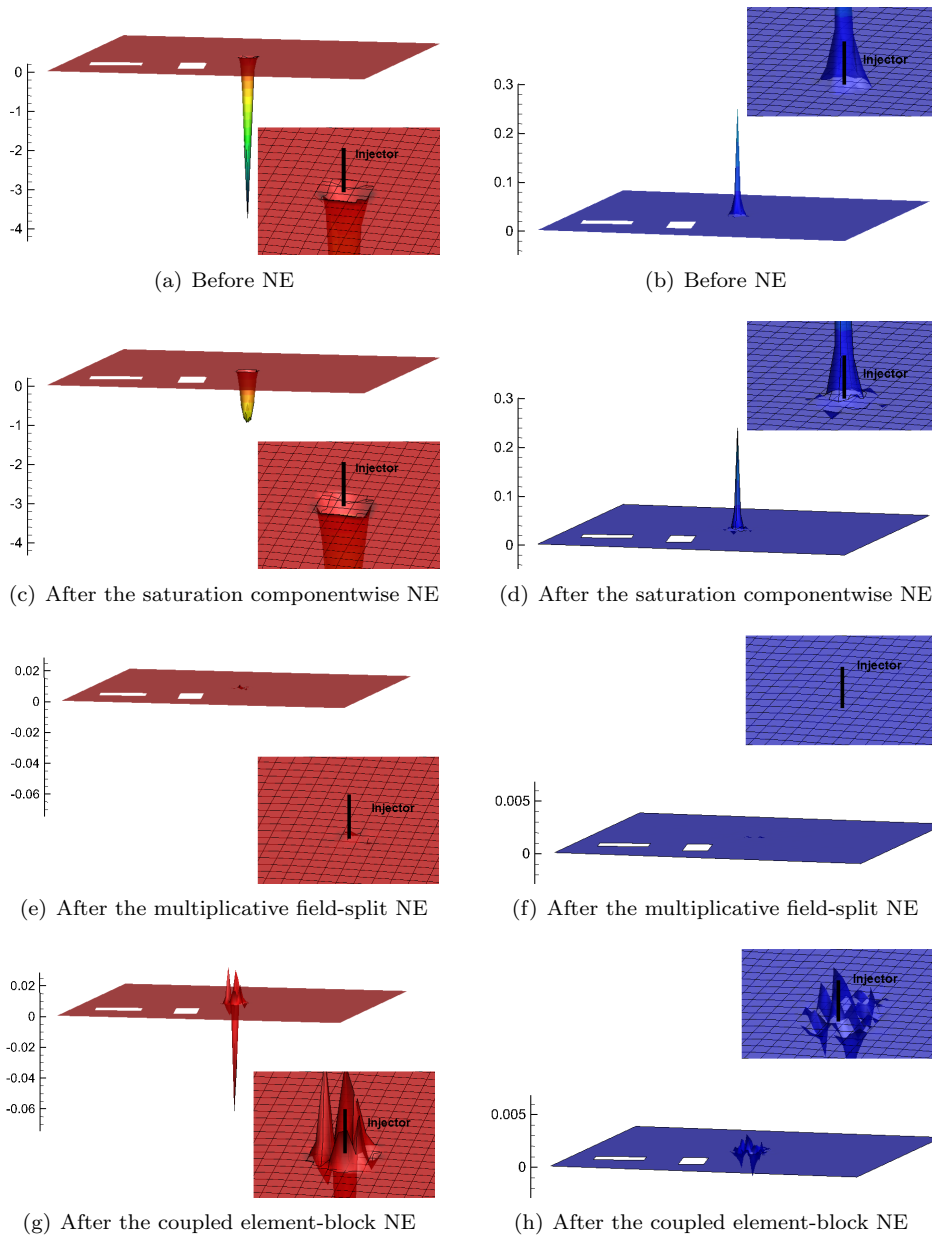 0
-1
-2
-3
-4
Injector
(a) Before NE
0.3
0.2
0.1
0
Injector
(b) Before NE
0
-1
-2
-3
-4
Injector
(c) After the saturation componentwise NE
0.3
0.2
0.1
0
Injector
(d) After the saturation componentwise NE
0.02
0
-0.02
-0.04
-0.06
Injector
(e) After the multiplicative field-split NE
Injector
0.005
0
(f) After the multiplicative field-split NE
0.02
0
-0.02
-0.04
-0.06
Injector
(g) After the coupled element-block NE
Injector
0.005
0
(h) After the coupled element-block NE